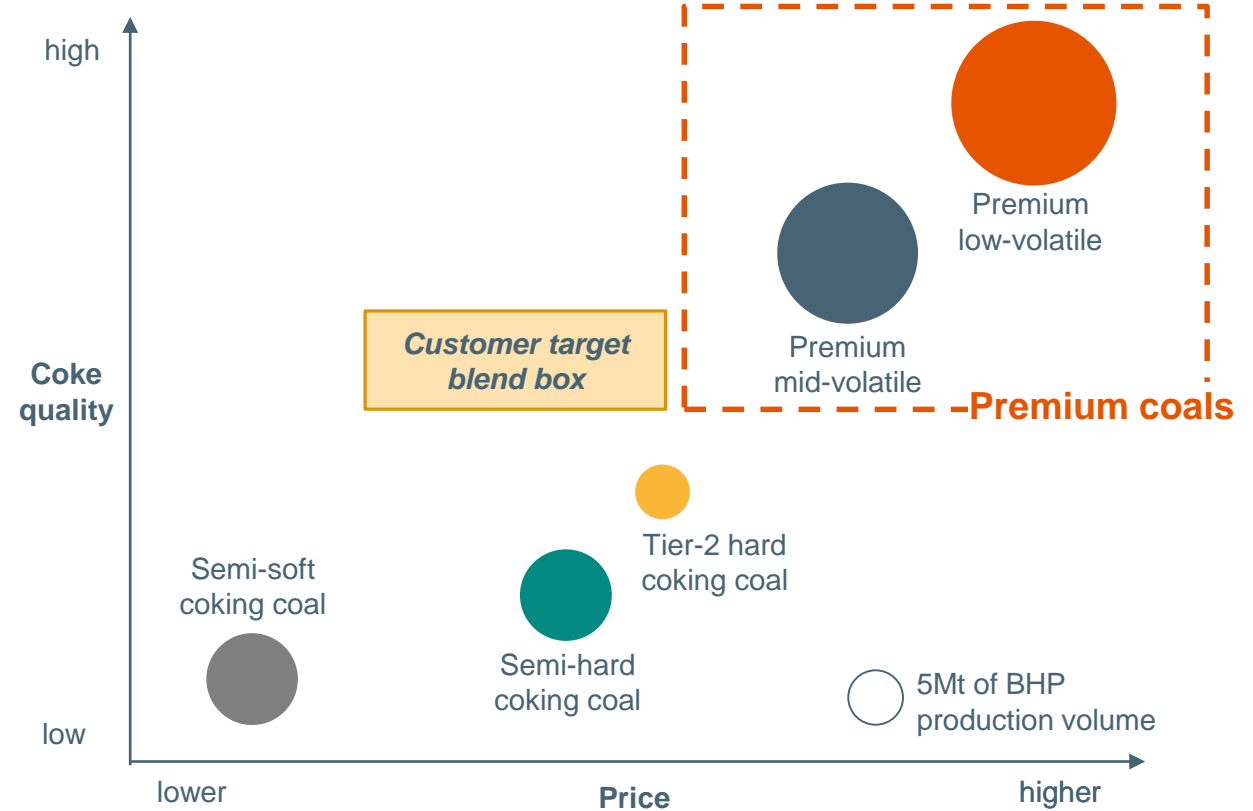 high
Premium
low-volatile
Customer target
blend box
Premium
mid-volatile
Coke
quality
Premium coals
Tier-2 hard
coking coal
Semi-soft
coking coal
Semi-hard
coking coal
5Mt of BHP
production volume
low
lower
Price
higher